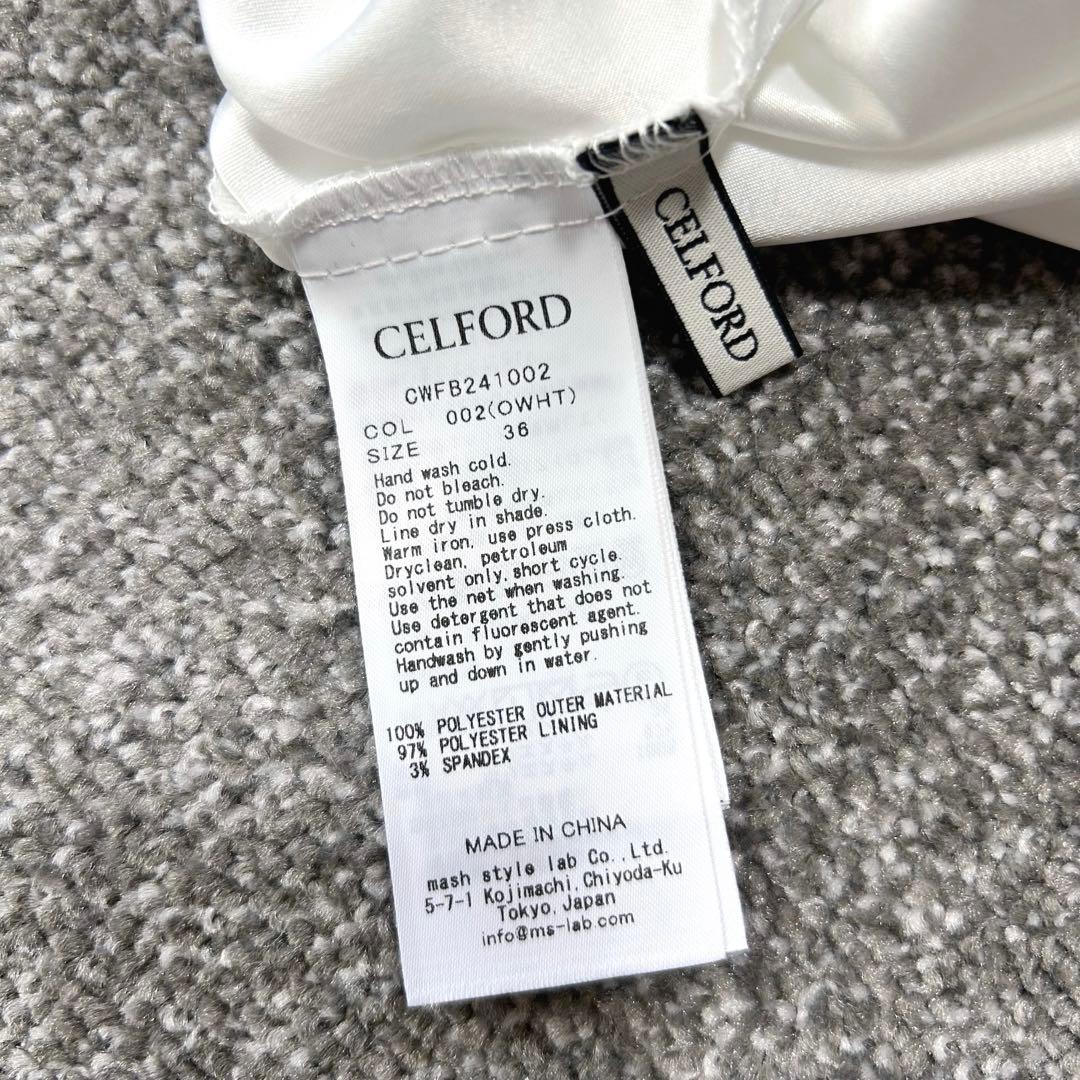 CELFORD
CELFORD
CWFB241002
COL 002(OWHT)
SIZE 36
Hand wash cold.
Do not bleach.
Do not tumble dry.
Line dry in shade.
Warm iron, use press cloth.
Dryclean, petroleum
solvent only,short cycle.
Use the net when washing.
Use detergent that does not
contain fluorescent agent.
Handwash by gently pushing
up and down in water.
100% POLYESTER OUTER MATERIAL
97% POLYESTER LINING
3% SPANDEX
MADE IN CHINA
mash style lab Co.,Ltd.
5-7-1 Kojimachi,Chiyoda-Ku
Tokyo,Japan
info@ms-lab.com